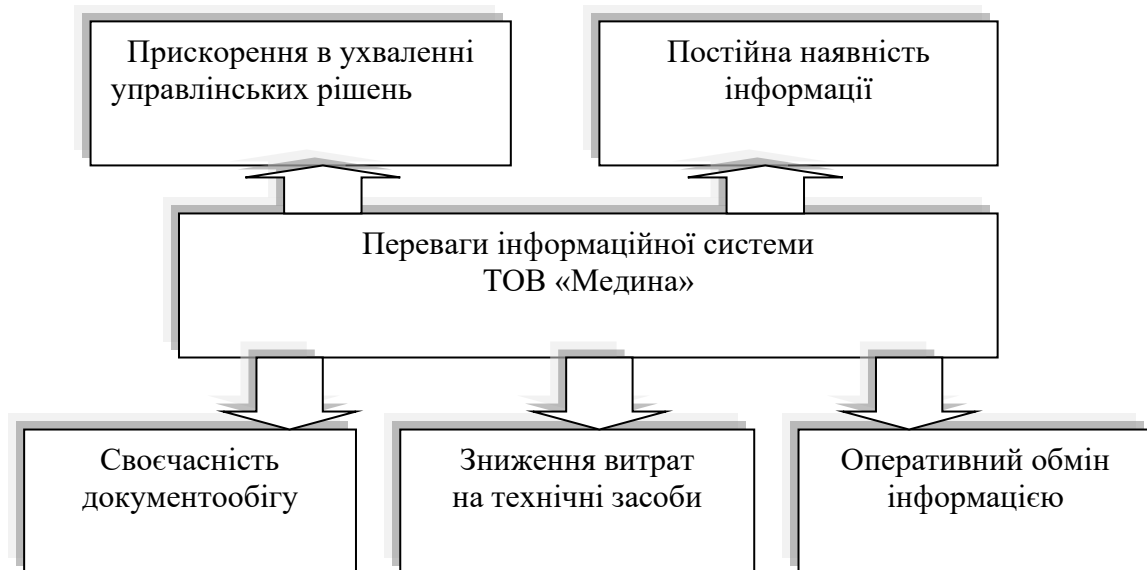 Прискорення в ухваленні
управлінських рішень
Постійна наявність
інформації
Переваги інформаційної системи
ТОВ «Медина»
Своєчасність
документообігу
Зниження витрат
на технічні засоби
Оперативний обмін
інформацією